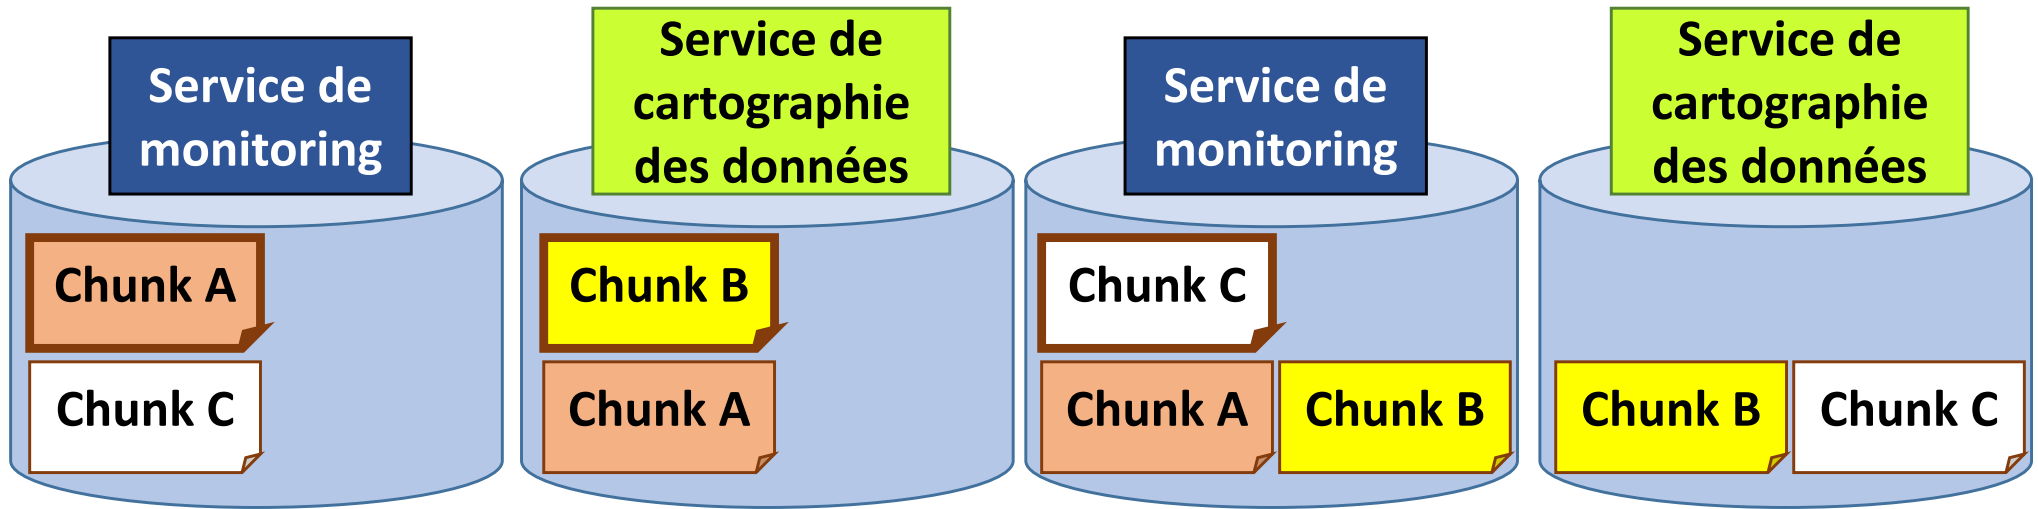 Service de
monitoring
Service de
cartographie
des données
Service de
monitoring
Service de
cartographie
des données
Chunk A
Chunk B
Chunk C
Chunk C
Chunk A
Chunk A
Chunk B
Chunk B
Chunk C